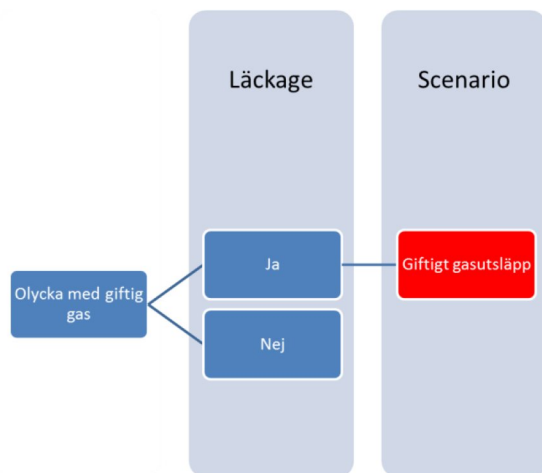 Läckage
Scenario
Olycka med giftig
gas
Ja
Giftigt gasutsläpp
Nej